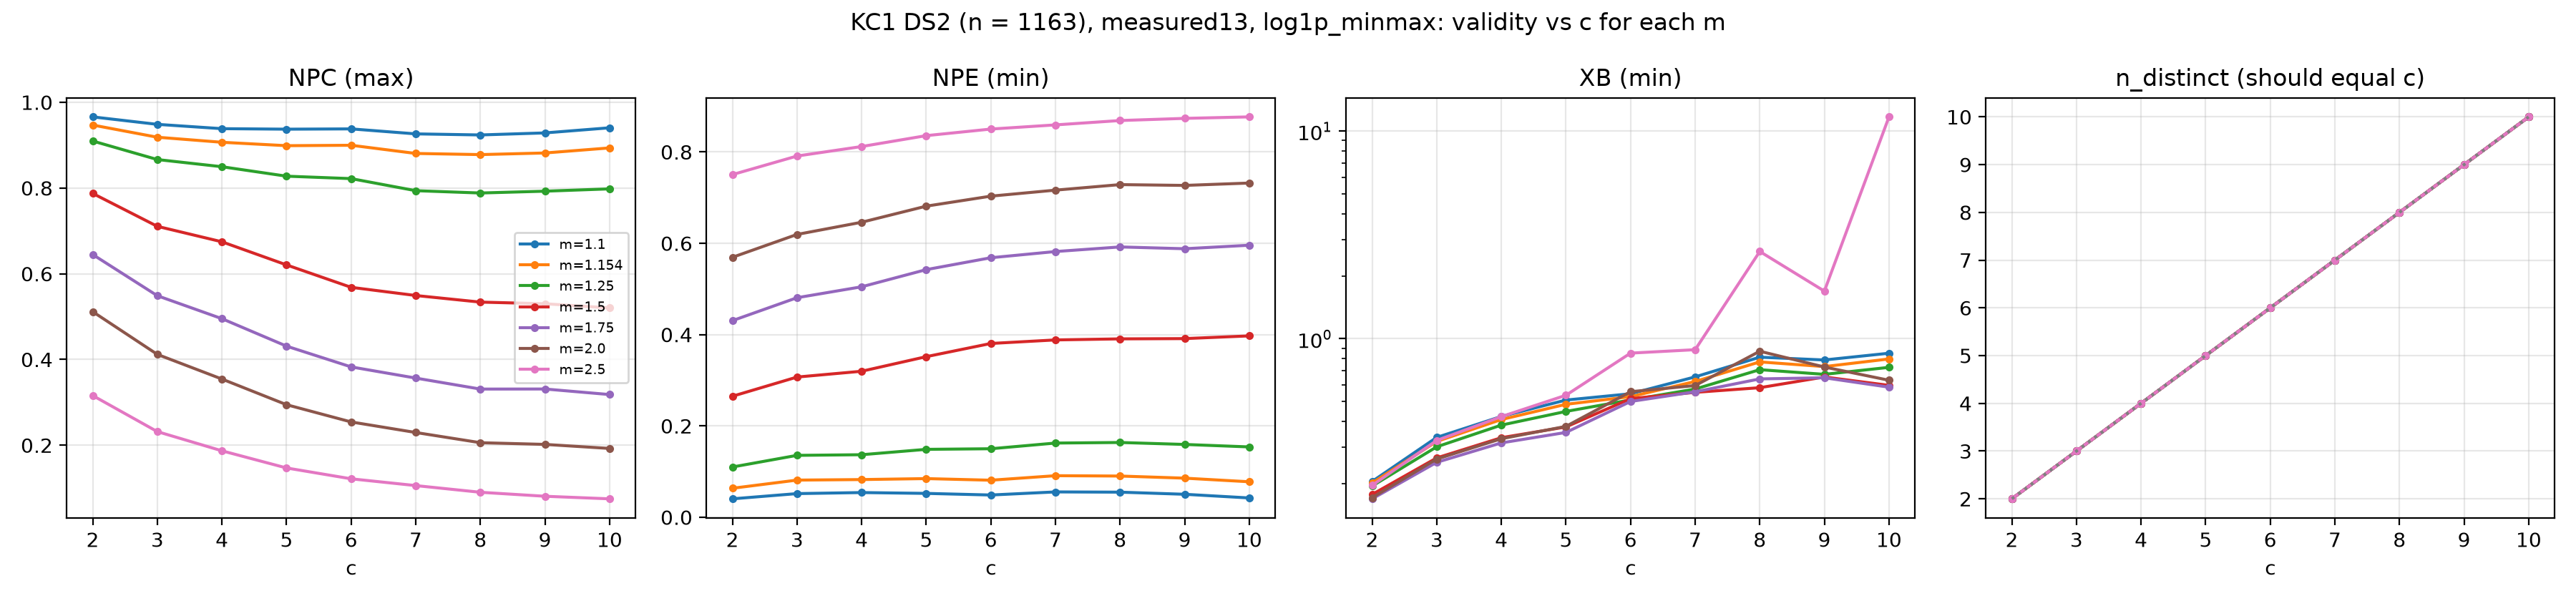 KC1 DS2 (n = 1163), measured13, log1p_minmax: validity vs c for each m
NPC (max)
1.0
0.8
0.6
0.4
0.2
2 3 4 5 6 7 8 9 10
c
m=1.1
m=1.154
m=1.25
m=1.5
m=1.75
m=2.0
m=2.5
NPE (min)
0.8
0.6
0.4
0.2
0.0
2 3 4 5 6 7 8 9 10
c
XB (min)
10¹
10⁰
2 3 4 5 6 7 8 9 10
c
n_distinct (should equal c)
10
9
8
7
6
5
4
3
2
2 3 4 5 6 7 8 9 10
c